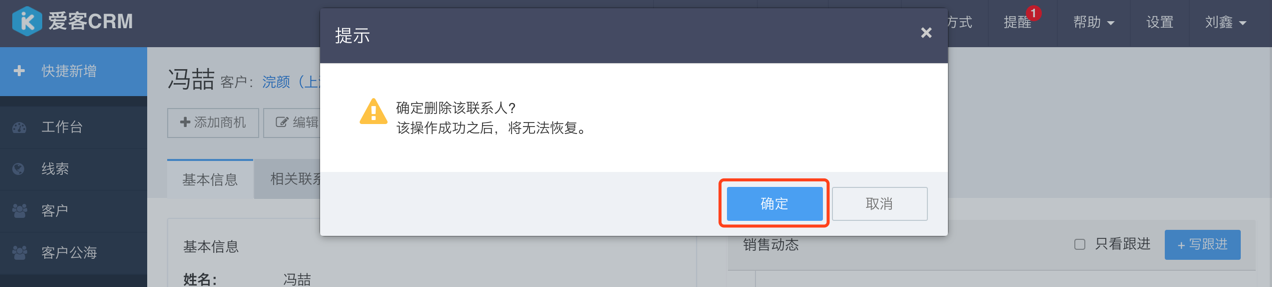 爱客CRM
提示
×
方式
提醒
1
帮助
设置
刘鑫
快捷新增
冯喆 客户：浣颜（上
添加商机
编辑
确定删除该联系人?
该操作成功之后，将无法恢复。
工作台
线索
客户
客户公海
基本信息
相关联系
确定
取消
基本信息
姓名：
冯喆
销售动态
只看跟进
+ 写跟进